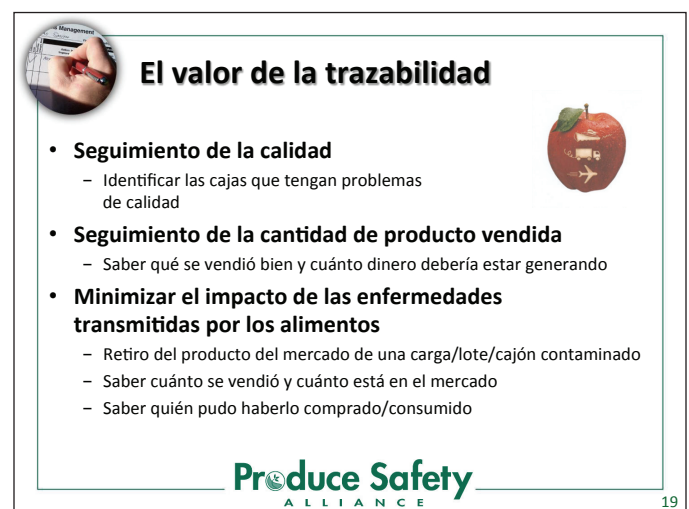 Management
El valor de la trazabilidad
• Seguimiento de la calidad
– Identificar las cajas que tengan problemas
de calidad
• Seguimiento de la cantidad de producto vendida
– Saber qué se vendió bien y cuánto dinero debería estar generando
• Minimizar el impacto de las enfermedades
transmitidas por los alimentos
– Retiro del producto del mercado de una carga/lote/cajón contaminado
– Saber cuánto se vendió y cuánto está en el mercado
– Saber quién pudo haberlo comprado/consumido
Produce Safety
ALLIANCE
19